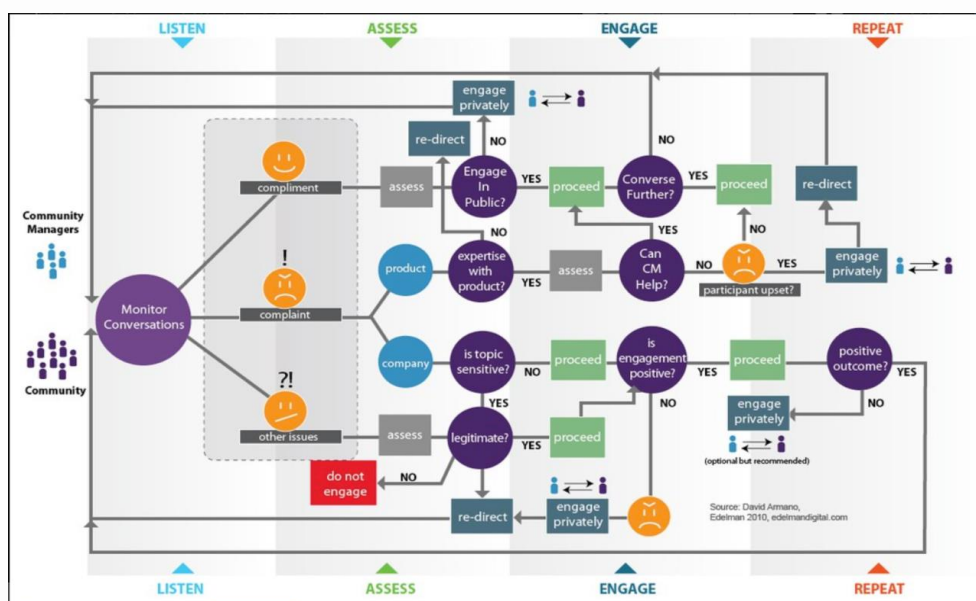 LISTEN
ASSESS
ENGAGE
REPEAT
engage
privately
re-direct
NO
NO
compliment
assess
Engage
In
Public?
YES
proceed
Converse
Further?
YES
proceed
re-direct
Community
Managers
!
complaint
product
NO
expertise
with
product?
YES
assess
YES
Can
CM
Help?
NO
NO
participant upset?
YES
engage
privately
Monitor
Conversations
Community
company
is topic
sensitive?
NO
proceed
is
engagement
positive?
YES
proceed
positive
outcome?
YES
?!
other issues
assess
YES
legitimate?
YES
proceed
NO
NO
engage
privately
(optional but recommended)
do not
engage
NO
re-direct
engage
privately
Source: David Armano,
Edelman 2010, edelmandigital.com
LISTEN
ASSESS
ENGAGE
REPEAT